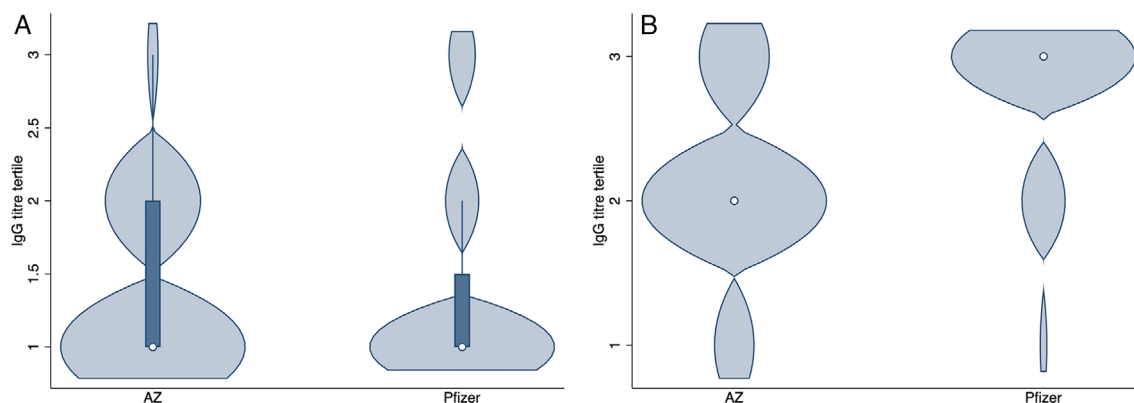 A
IgG titre tertile
3
2.5
2
1.5
1
AZ
Pfizer
B
IgG titre tertile
3
2
1
AZ
Pfizer